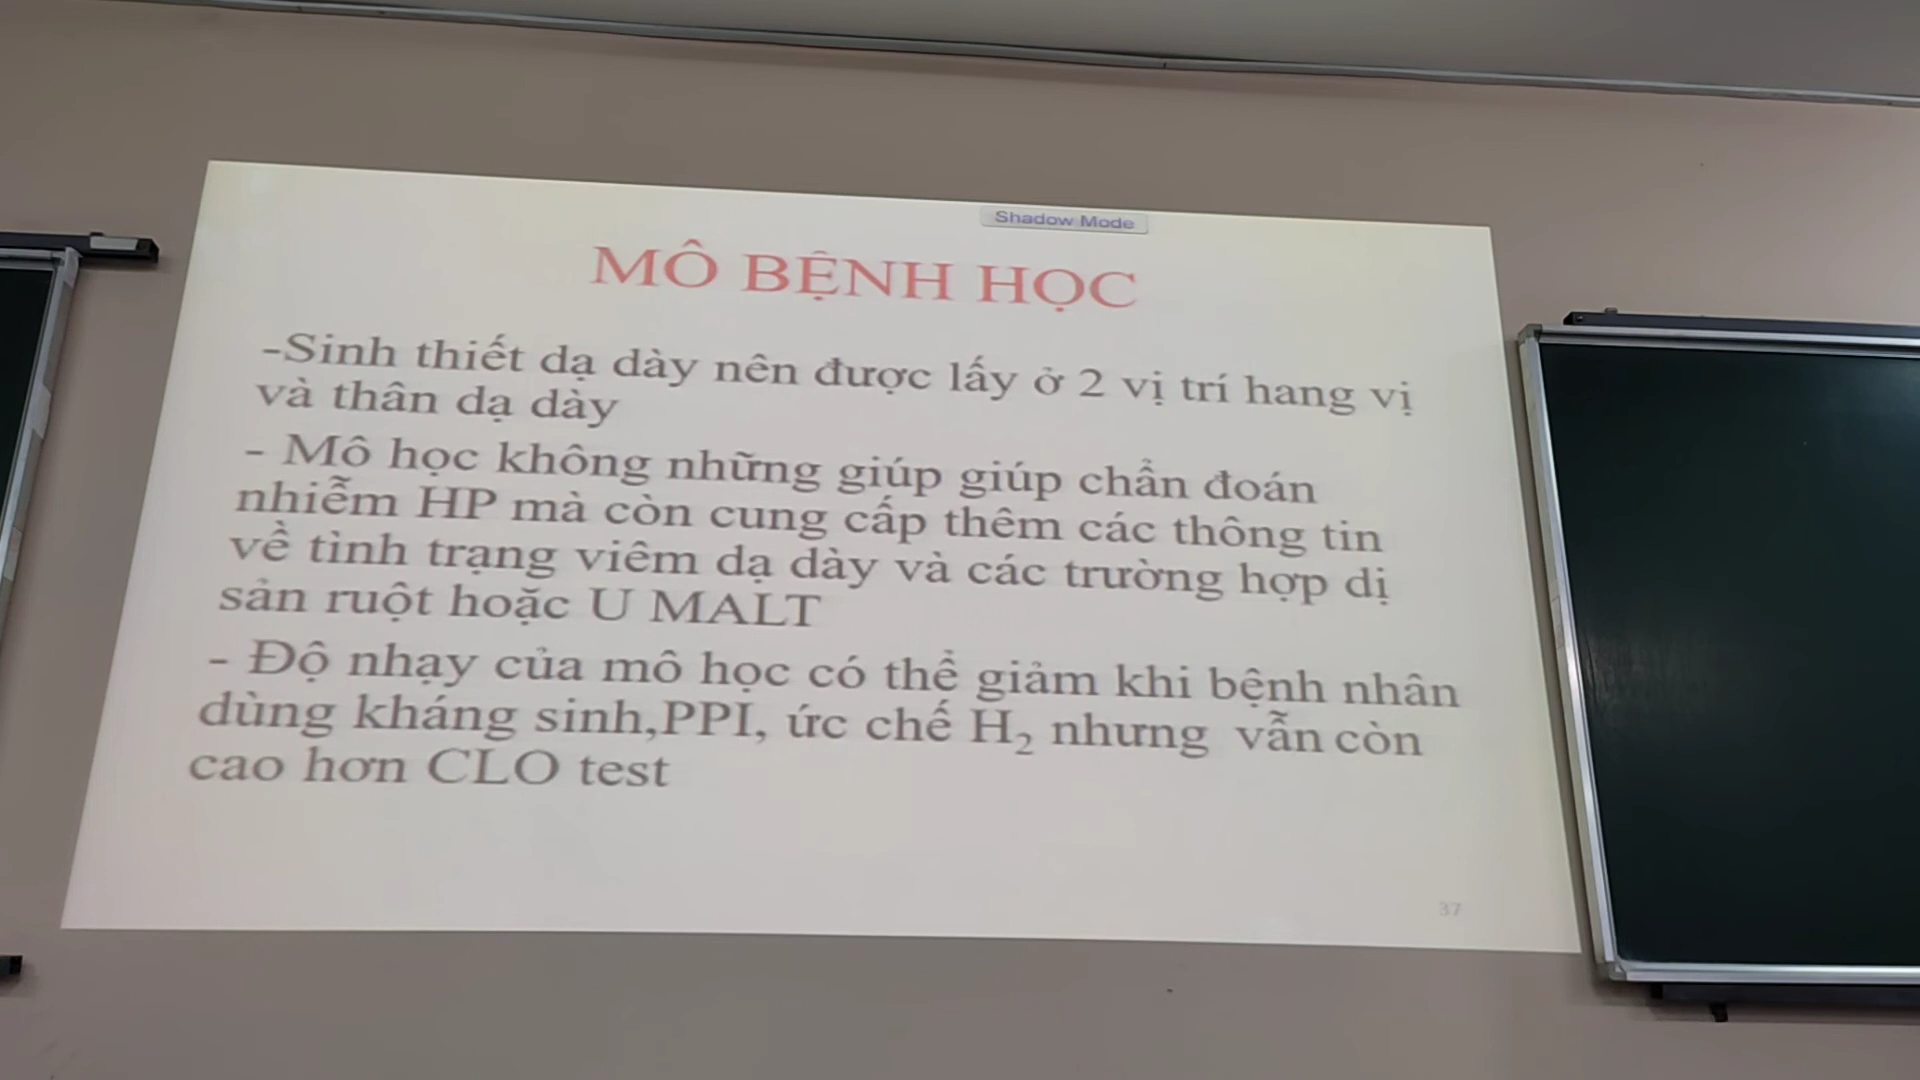 Shadow Mode
MÔ BỆNH HỌC
-Sinh thiết dạ dày nên được lấy ở 2 vị trí hang vị
và thân dạ dày
- Mô học không những giúp giúp chẩn đoán
nhiễm HP mà còn cung cấp thêm các thông tin
về tình trạng viêm dạ dày và các trường hợp dị
sản ruột hoặc U MALT
- Độ nhạy của mô học có thể giảm khi bệnh nhân
dùng kháng sinh,PPI, ức chế H₂ nhưng vẫn còn
cao hơn CLO test
37